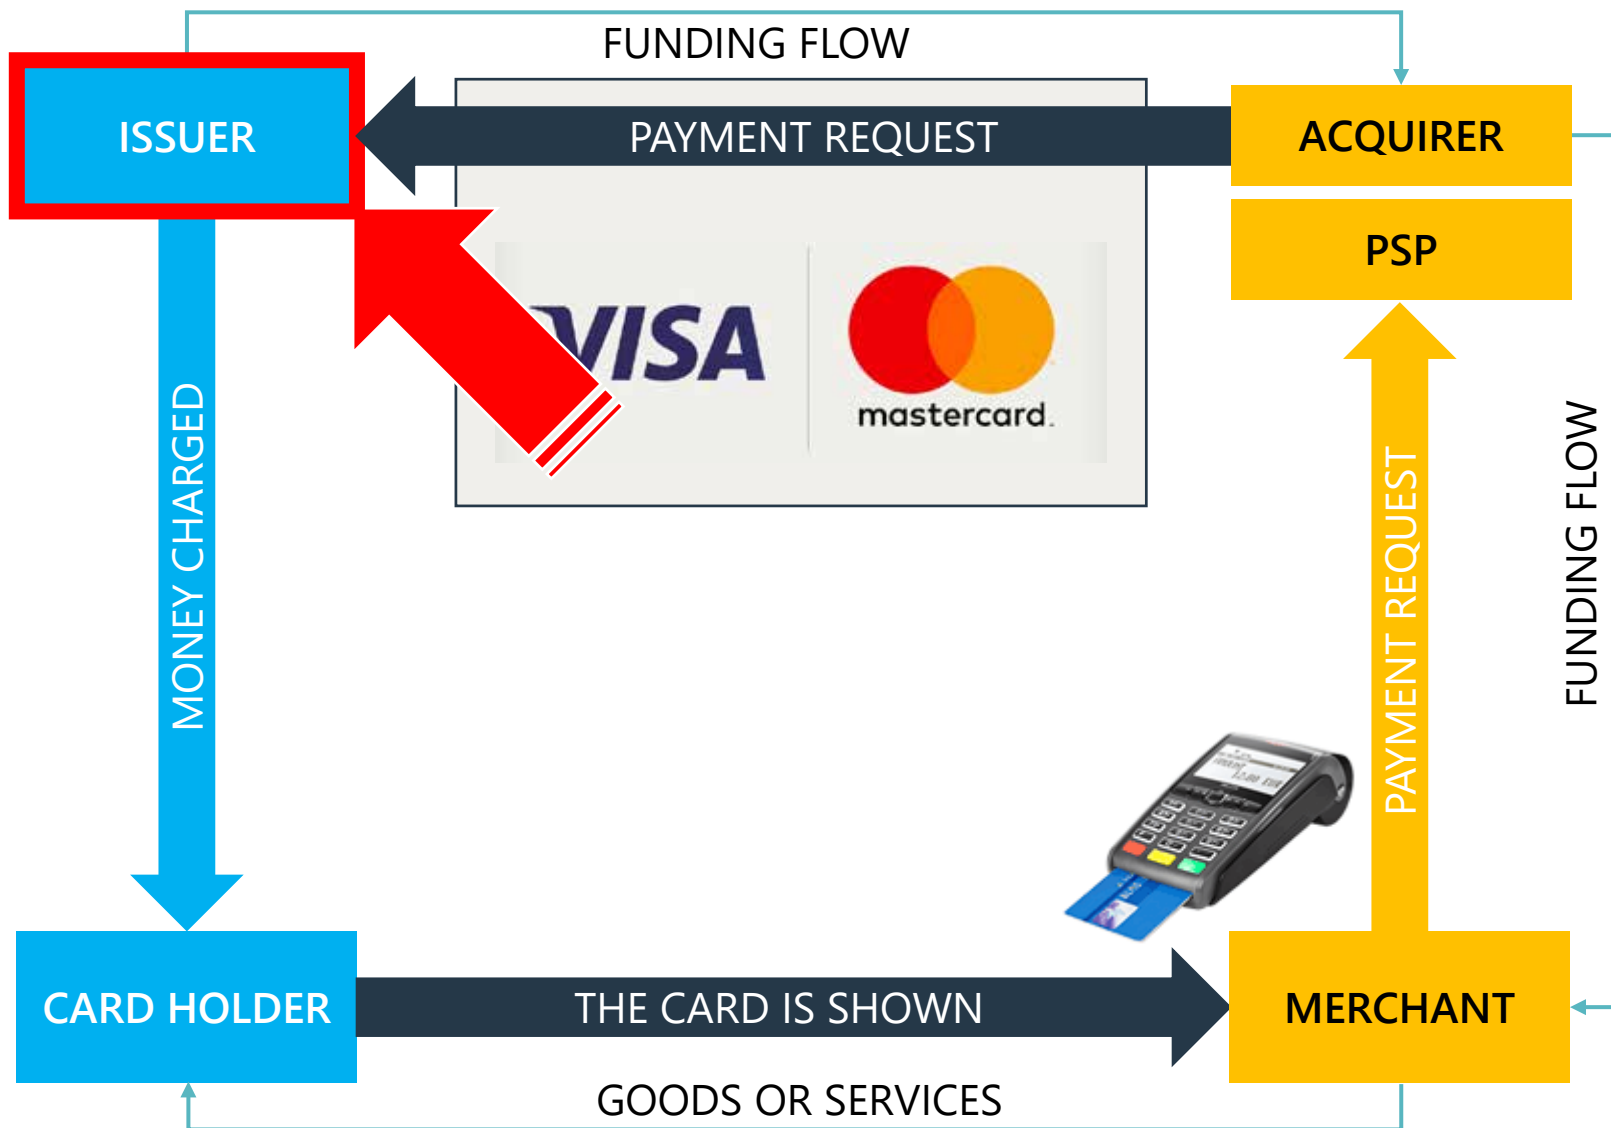 FUNDING FLOW
ISSUER
PAYMENT REQUEST
ACQUIRER
PSP
VISA
mastercard.
MONEY CHARGED
PAYMENT REQUEST
FUNDING FLOW
CARD HOLDER
THE CARD IS SHOWN
MERCHANT
GOODS OR SERVICES